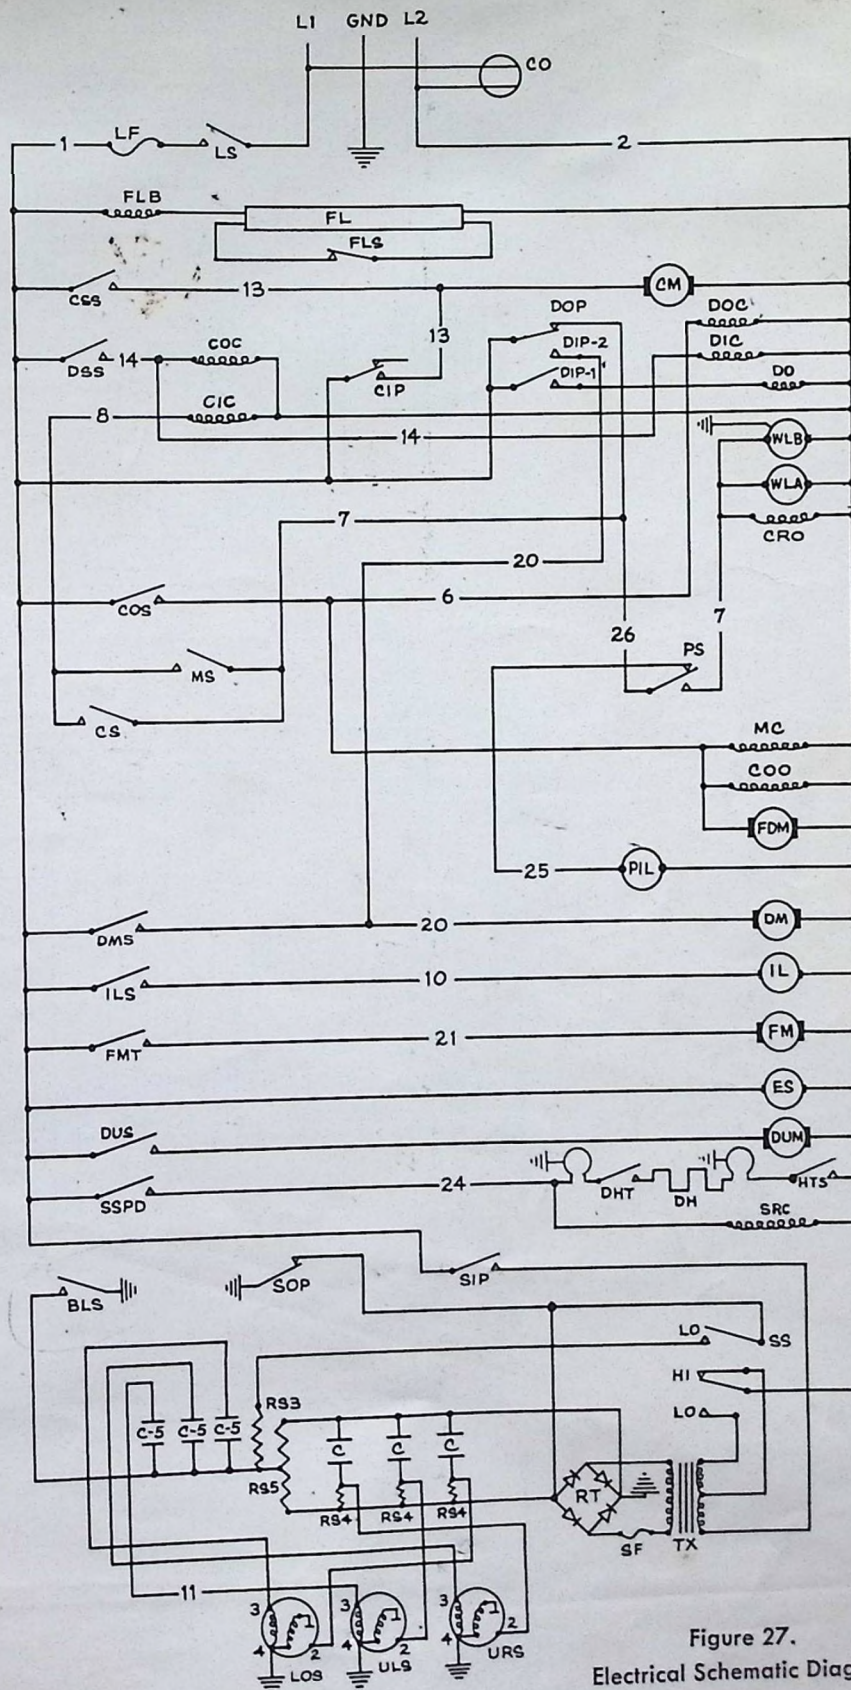 L1 GND L2
CO
1 LF LS 2
FLB FL
FLS
CSS 13 CM
DOP DOC
13
COC DIP-2 DIC
DSS 14 CIP DIP-1 DO
8 CIC
14 WLB
WLA
7 CRO
20
COS 6 7
26 PS
MS
CS MC
COO
FDM
25 PIL
DMS 20 DM
ILS 10 IL
FMT 21 FM
ES
DUS DUM
SSPD 24 DHT DH HTS
SRC
BLS SOP SIP
LO SS
HI
RS3 LO
C-5 C-5 C-5 C C C
RS5 RT
RS4 RS4 RS4 SF TX
11
3 3 3
4 2 4 2 4 2
LOS ULS URS
Figure 27.
Electrical Schematic Diag